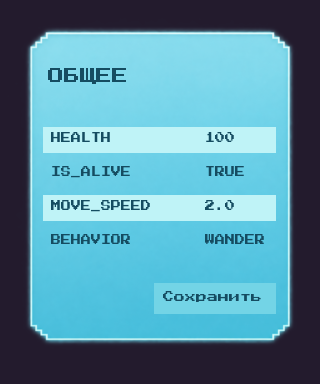 ОБЩЕЕ
HEALTH 100
IS_ALIVE TRUE
MOVE_SPEED 2.0
BEHAVIOR WANDER
Сохранить